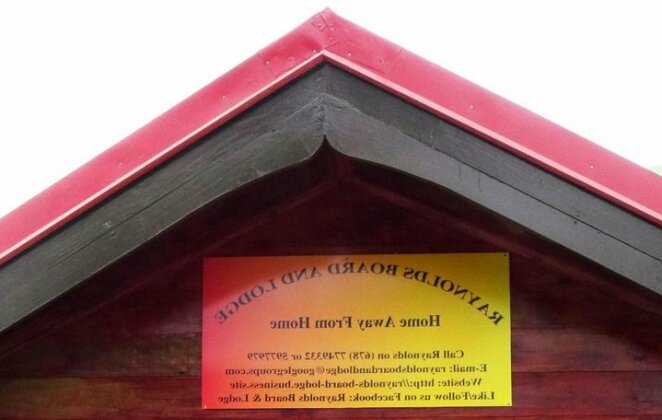 RAYNOLDS BOARD AND LODGE
Home Away From Home
Call Raynolds on (678) 7749332 or 5977979
E-mail: raynoldsboardandlodge@googlegroups.com
Website: http://raynolds-board-lodge.business.site
Like/Follow us on Facebook: Raynolds Board & Lodge